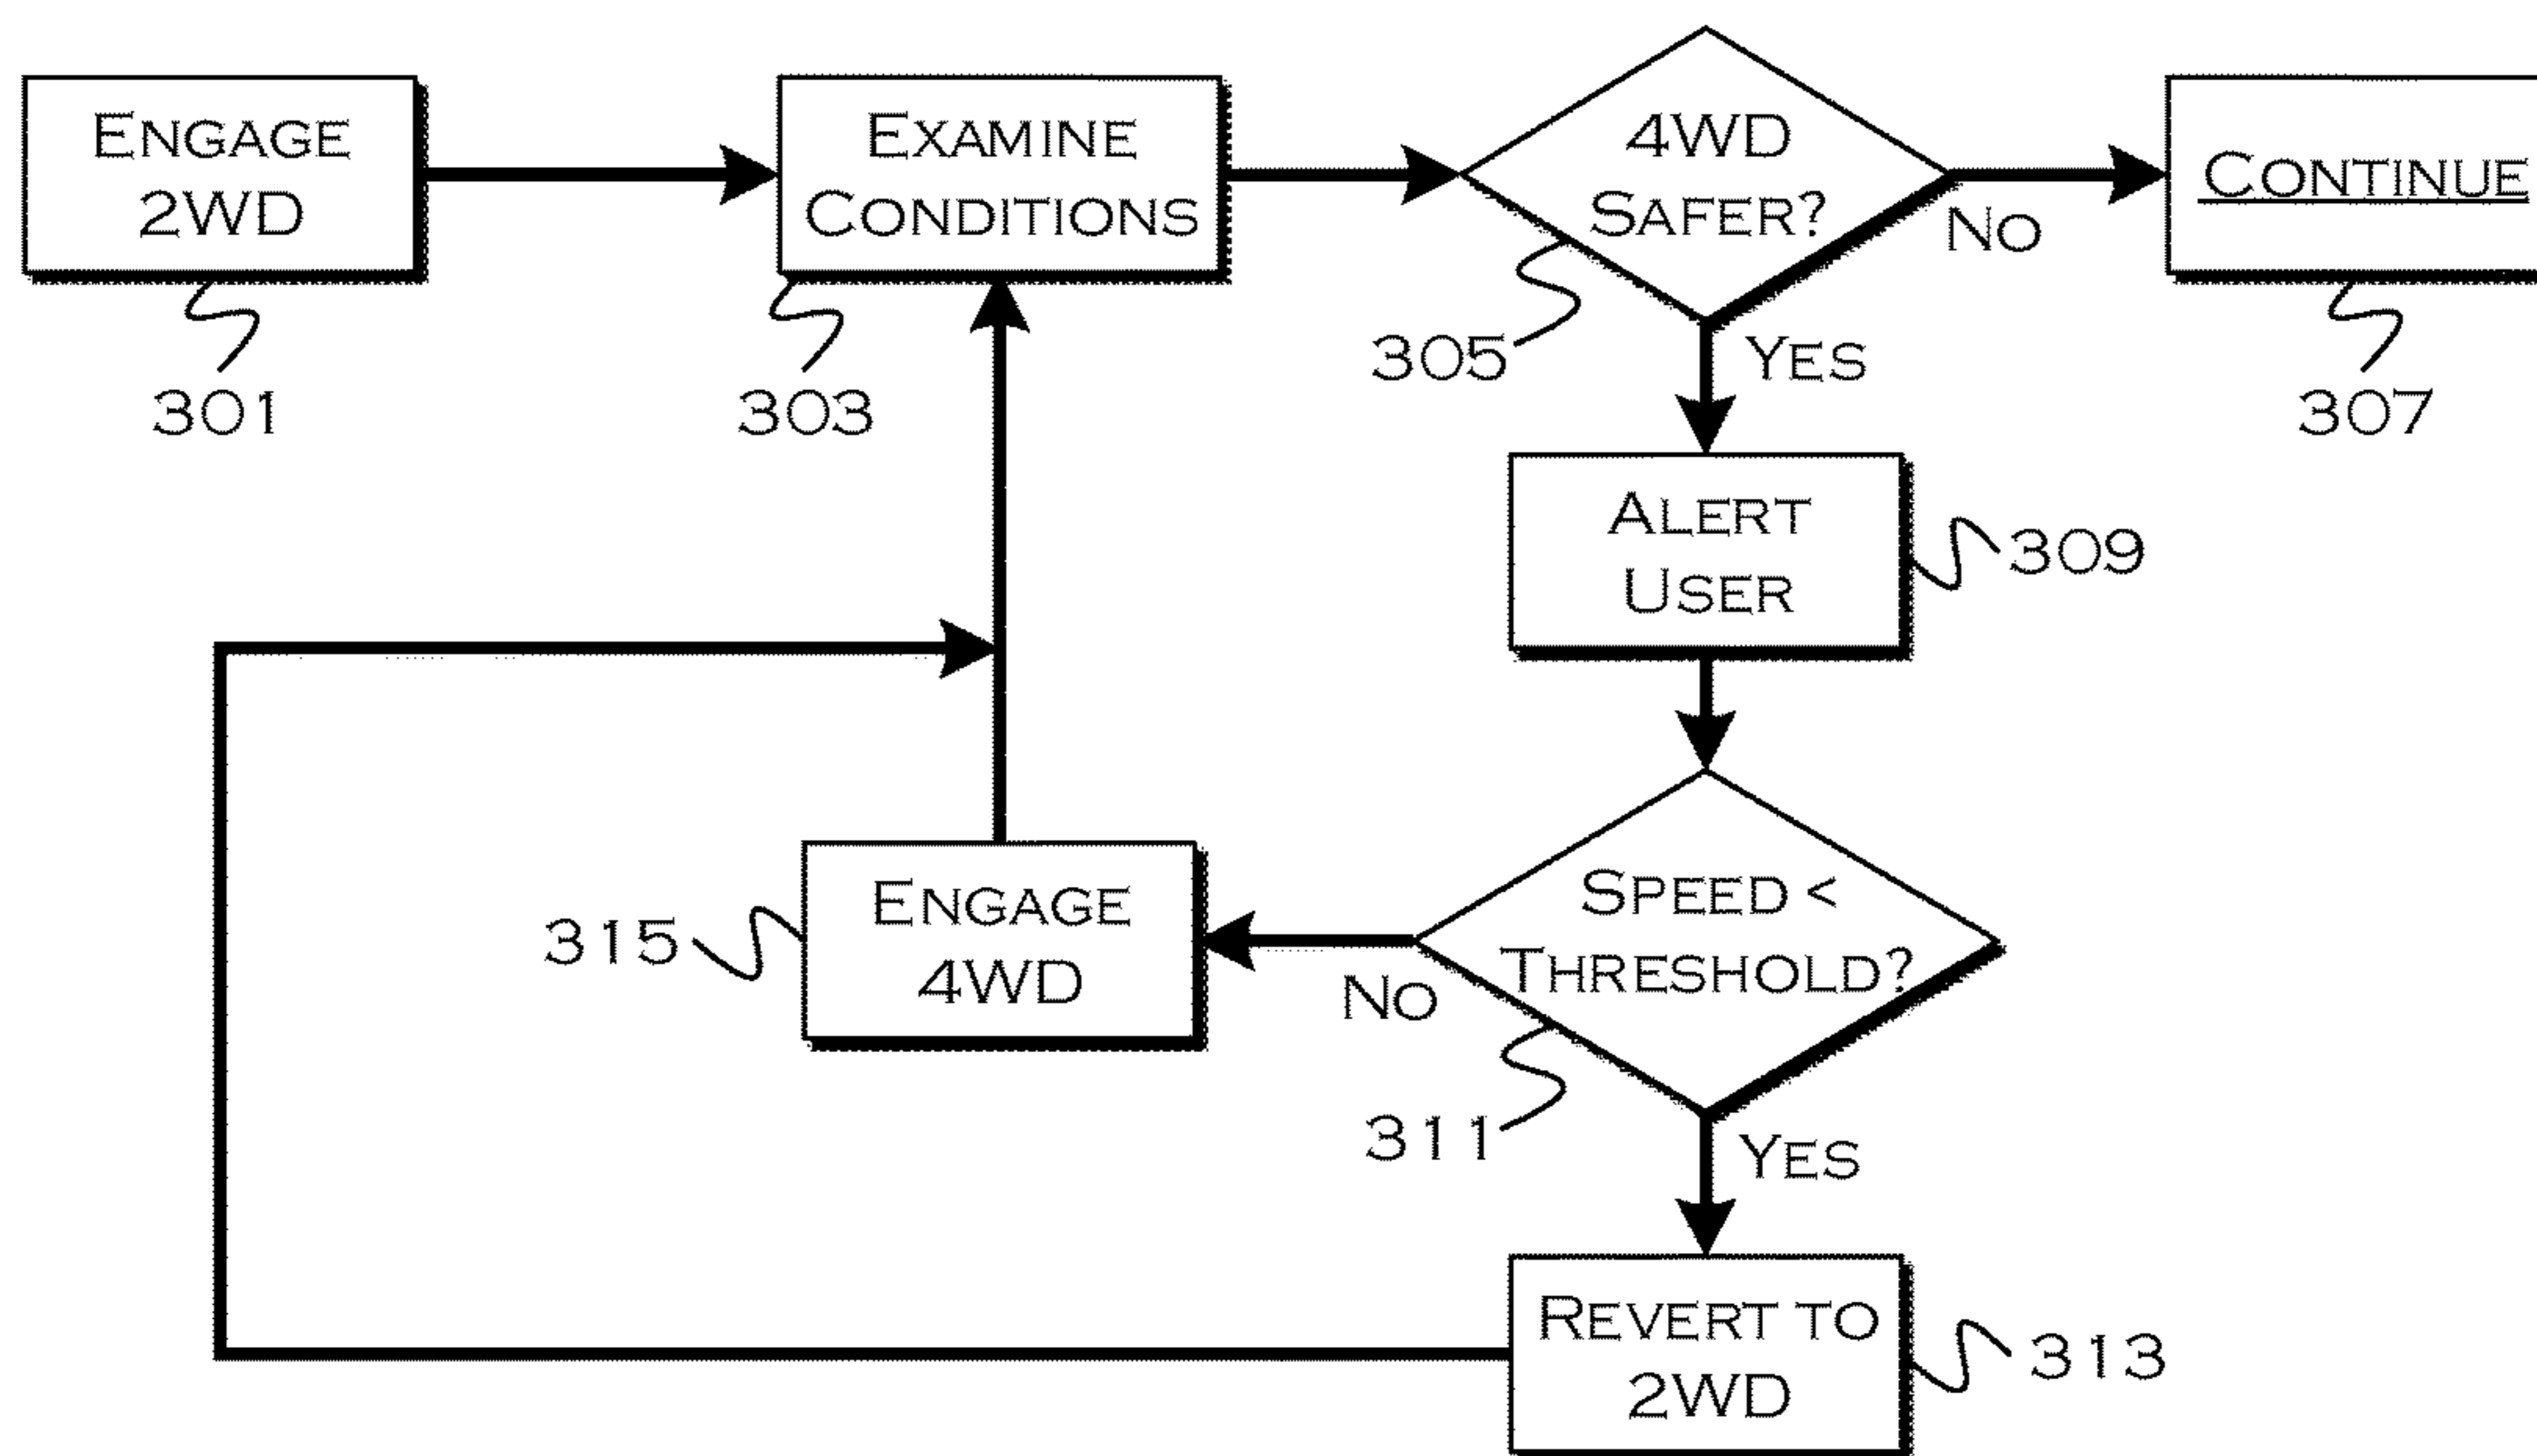 ENGAGE
2WD
301
EXAMINE
CONDITIONS
303
4WD
SAFER?
305
NO
CONTINUE
307
YES
ALERT
USER
309
SPEED <
THRESHOLD?
311
NO
ENGAGE
4WD
315
YES
REVERT TO
2WD
313